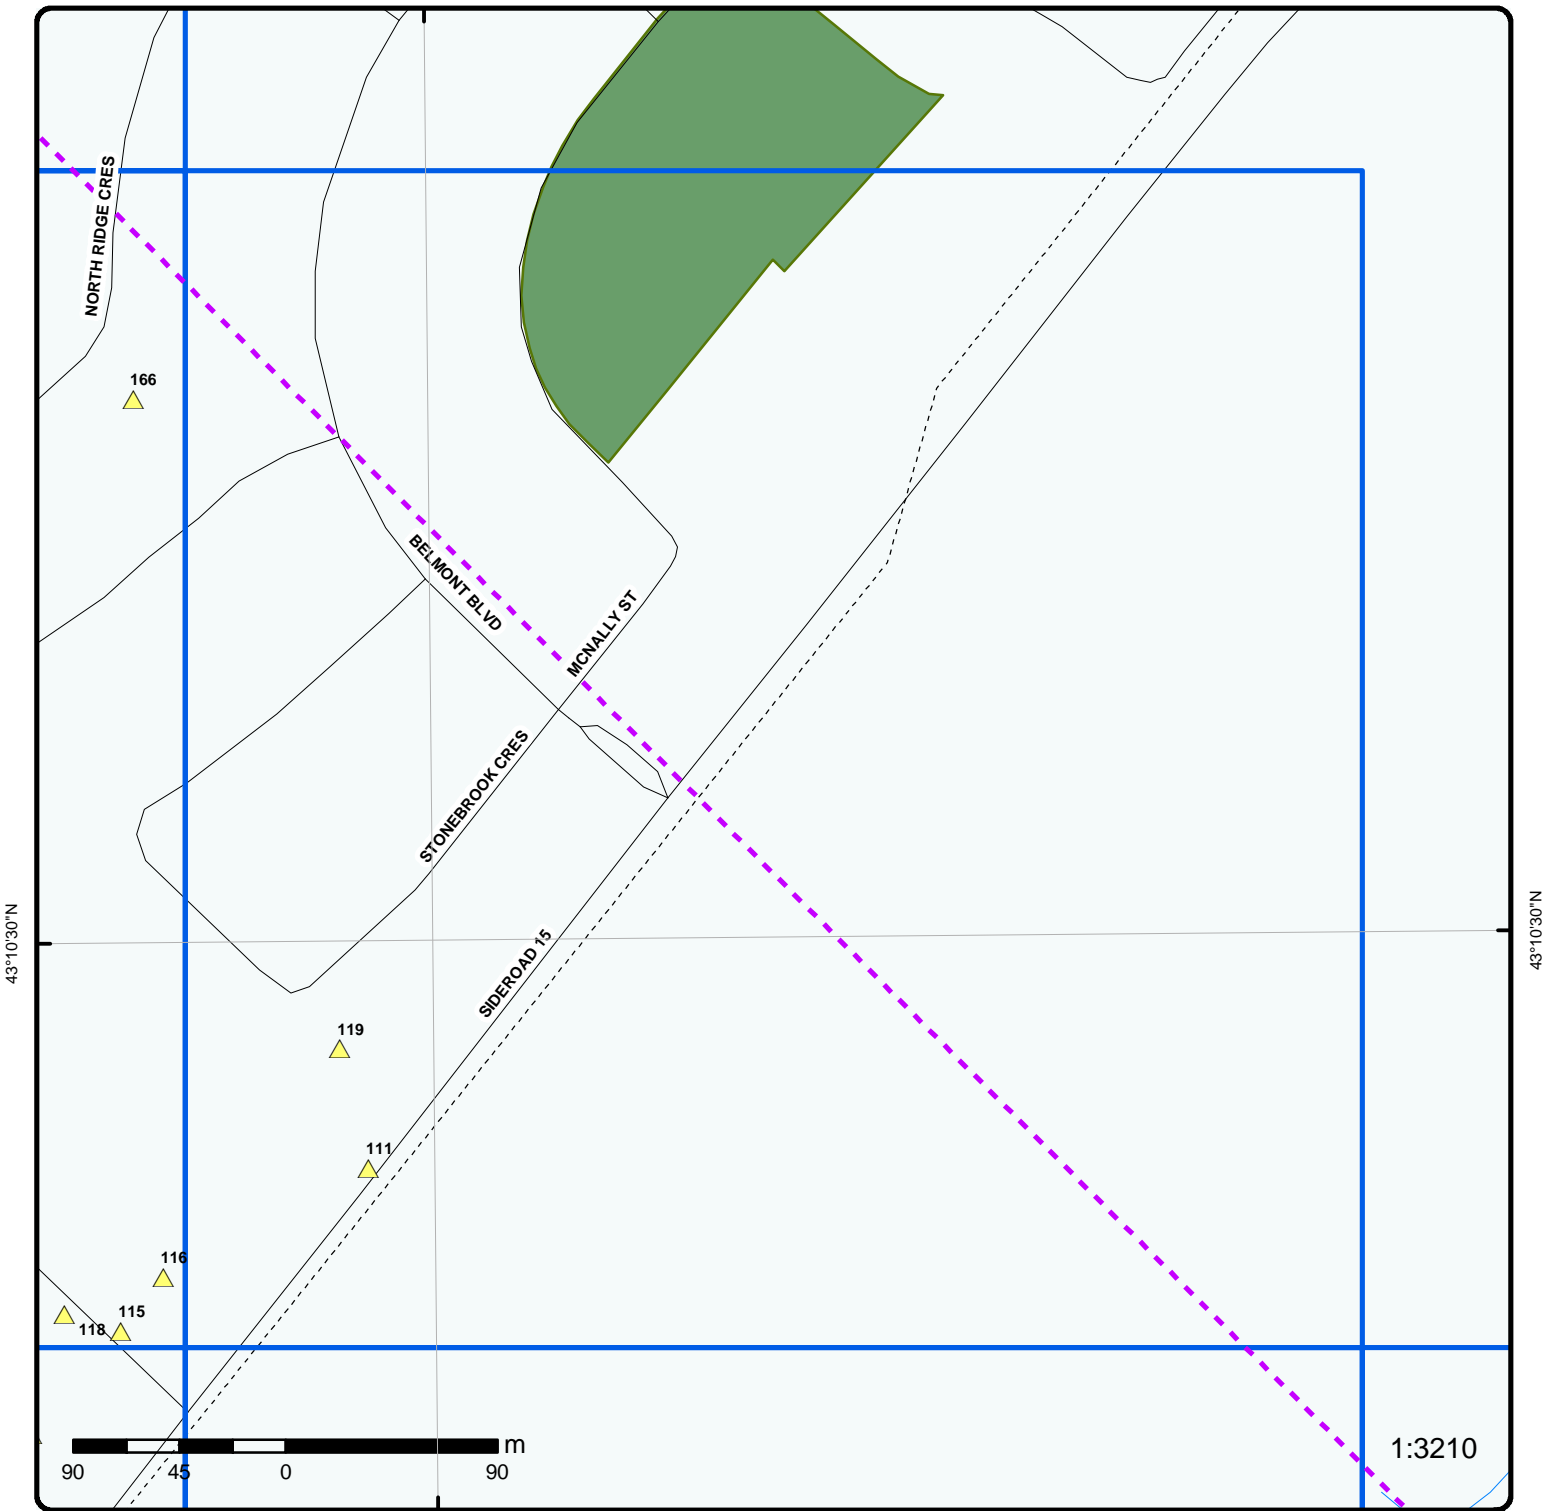 NORTH RIDGE CRES
166
BELMONT BLVD
MCNALLY ST
STONEBROOK CRES
43°10'30"N
43°10'30"N
SIDEROAD 15
119
111
116
115
118
m
1:3210
90 45 0 90